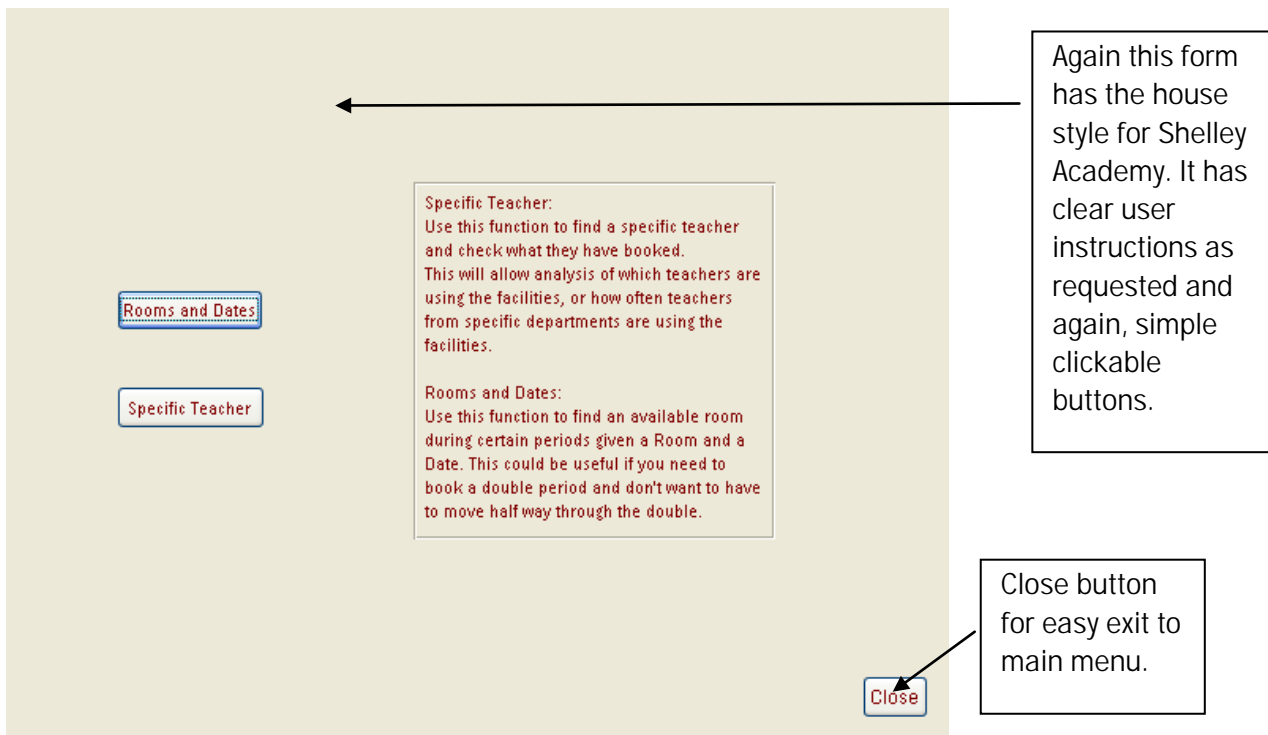 Again this form
has the house
style for Shelley
Academy. It has
clear user
instructions as
requested and
again, simple
clickable
buttons.
Specific Teacher:
Use this function to find a specific teacher
and check what they have booked.
This will allow analysis of which teachers are
using the facilities, or how often teachers
from specific departments are using the
facilities.
Rooms and Dates:
Use this function to find an available room
during certain periods given a Room and a
Date. This could be useful if you need to
book a double period and don't want to have
to move half way through the double.
Rooms and Dates
Specific Teacher
Close button
for easy exit to
main menu.
Close